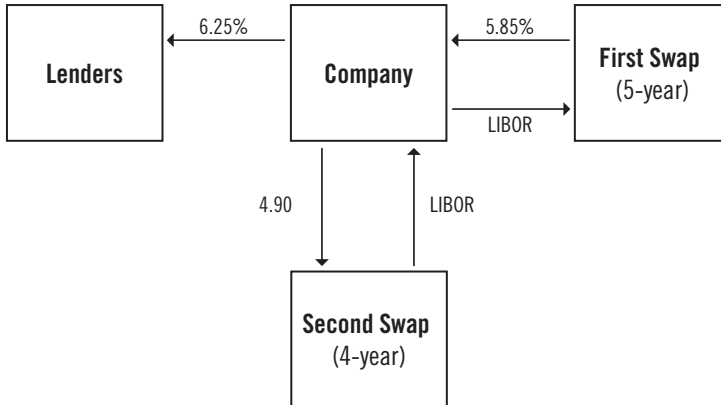 6.25%
5.85%
Lenders
Company
First Swap
(5-year)
LIBOR
4.90
LIBOR
Second Swap
(4-year)